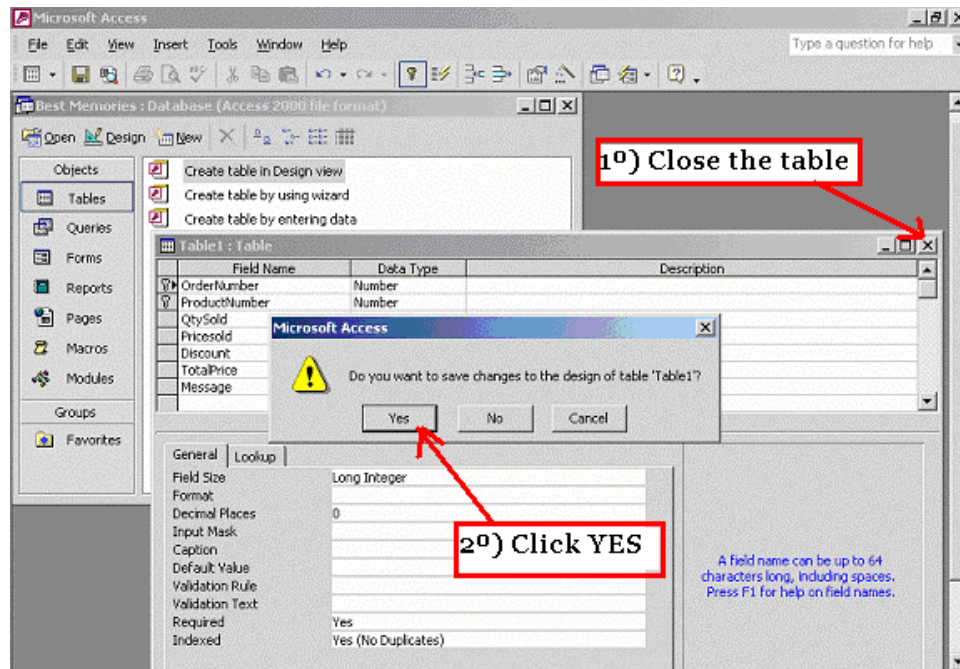 Microsoft Access
File Edit View Insert Tools Window Help
Type a question for help
Best Memories : Database (Access 2000 file format)
Open Design New
Objects
Tables
Queries
Forms
Reports
Pages
Macros
Modules
Groups
Favorites
Create table in Design view
Create table by using wizard
Create table by entering data
1º) Close the table
Table1 : Table
Field Name Data Type Description
OrderNumber Number
ProductNumber Number
QtySold
Pricesold
Discount
TotalPrice
Message
Microsoft Access
Do you want to save changes to the design of table 'Table1'?
Yes No Cancel
General Lookup
Field Size Long Integer
Format
Decimal Places 0
Input Mask
Caption
Default Value
Validation Rule
Validation Text
Required Yes
Indexed Yes (No Duplicates)
2º) Click YES
A field name can be up to 64
characters long, including spaces.
Press F1 for help on field names.